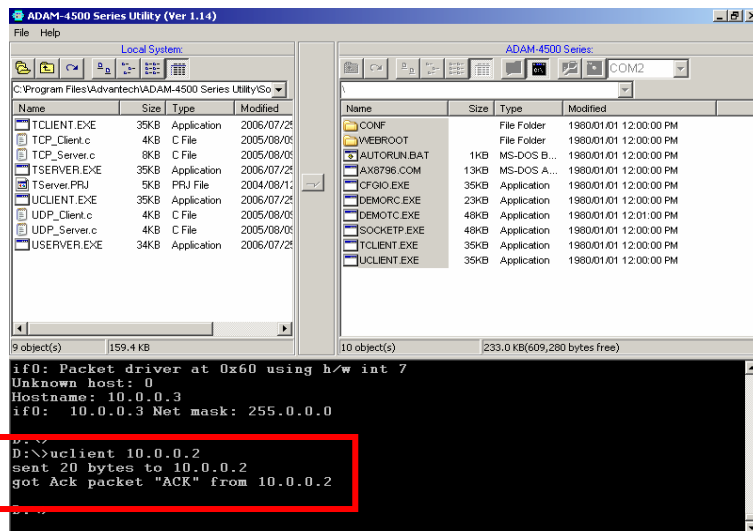 ADAM-4500 Series Utility (Ver 1.14)
File Help
Local System:
ADAM-4500 Series:
COM2
C:\Program Files\Advantech\ADAM-4500 Series Utility\So
\
Name Size Type Modified
TCLIENT.EXE 35KB Application 2006/07/25
TCP_Client.c 4KB C File 2005/08/09
TCP_Server.c 8KB C File 2005/08/09
TSERVER.EXE 35KB Application 2006/07/25
TServer.PRJ 5KB PRJ File 2004/08/12
UCLIENT.EXE 35KB Application 2006/07/25
UDP_Client.c 4KB C File 2005/08/09
UDP_Server.c 4KB C File 2005/08/09
USERVER.EXE 34KB Application 2006/07/25
9 object(s) 159.4 KB
Name Size Type Modified
CONF File Folder 1980/01/01 12:00:00 PM
WEBROOT File Folder 1980/01/01 12:00:00 PM
AUTORUN.BAT 1KB MS-DOS B... 1980/01/01 12:00:00 PM
AX8796.COM 13KB MS-DOS A... 1980/01/01 12:00:00 PM
CFGIO.EXE 35KB Application 1980/01/01 12:00:00 PM
DEMORC.EXE 23KB Application 1980/01/01 12:00:00 PM
DEMOTC.EXE 48KB Application 1980/01/01 12:01:00 PM
SOCKETP.EXE 48KB Application 1980/01/01 12:00:00 PM
TCLIENT.EXE 35KB Application 1980/01/01 12:00:00 PM
UCLIENT.EXE 35KB Application 1980/01/01 12:00:00 PM
10 object(s) 233.0 KB(609,280 bytes free)
if0: Packet driver at 0x60 using h/w int 7
Unknown host: 0
Hostname: 10.0.0.3
if0: 10.0.0.3 Net mask: 255.0.0.0
D:\>
D:\>uclient 10.0.0.2
sent 20 bytes to 10.0.0.2
got Ack packet "ACK" from 10.0.0.2
D:\>